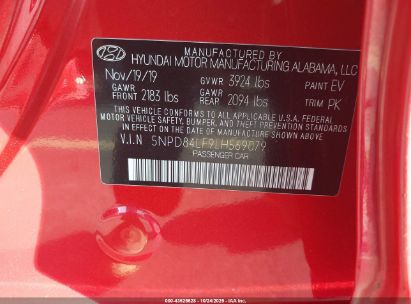 MANUFACTURED BY
HYUNDAI MOTOR MANUFACTURING ALABAMA, LLC
Nov/19/19 GVWR 3924 lbs PAINT EV
GAWR FRONT 2183 lbs GAWR REAR 2094 lbs TRIM PK
THIS VEHICLE CONFORMS TO ALL APPLICABLE U.S.A. FEDERAL
MOTOR VEHICLE SAFETY, BUMPER, AND THEFT PREVENTION STANDARDS
IN EFFECT ON THE DATE OF MANUFACTURE SHOWN ABOVE.
V.I.N 5NPD84LF9LH569079
PASSENGER CAR